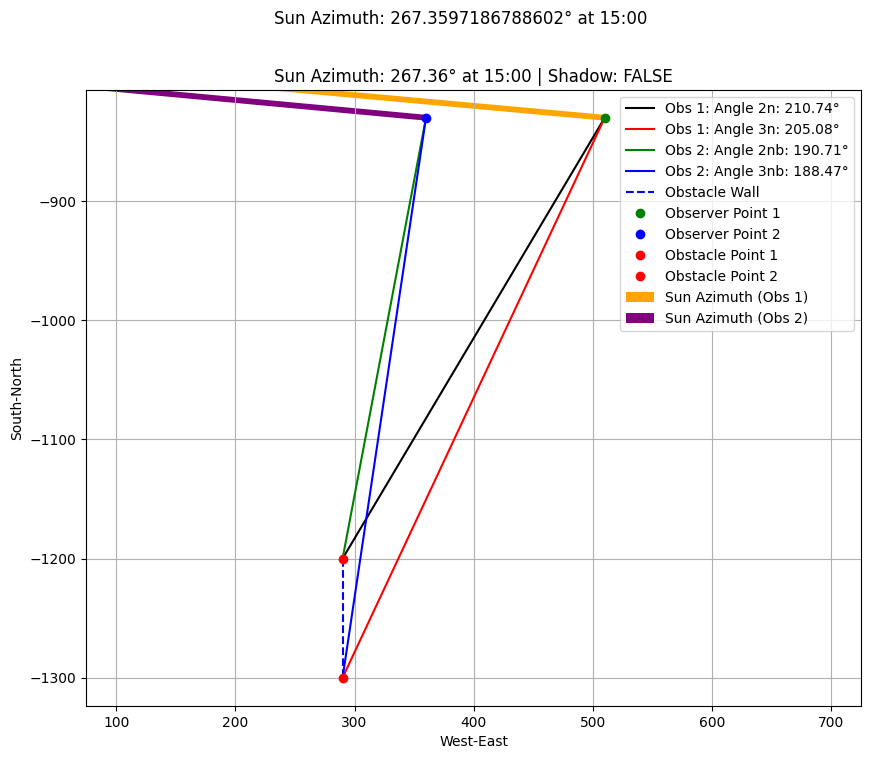 Sun Azimuth: 267.3597186788602° at 15:00
Sun Azimuth: 267.36° at 15:00 | Shadow: FALSE
Obs 1: Angle 2n: 210.74°
Obs 1: Angle 3n: 205.08°
Obs 2: Angle 2nb: 190.71°
Obs 2: Angle 3nb: 188.47°
Obstacle Wall
Observer Point 1
Observer Point 2
Obstacle Point 1
Obstacle Point 2
Sun Azimuth (Obs 1)
Sun Azimuth (Obs 2)
−900
−1000
−1100
−1200
−1300
South-North
100 200 300 400 500 600 700
West-East